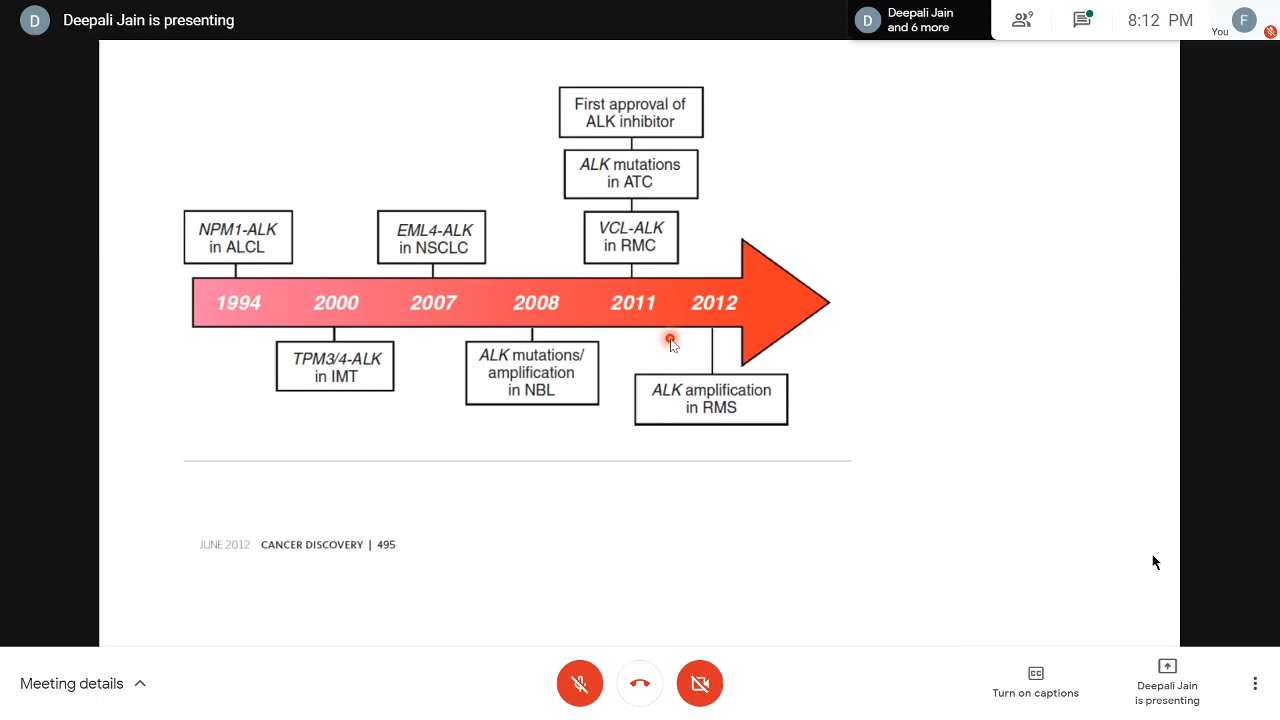 D
Deepali Jain is presenting
D
Deepali Jain
and 6 more
9
8:12 PM
You
F
First approval of
ALK inhibitor
ALK mutations
in ATC
NPM1-ALK
in ALCL
EML4-ALK
in NSCLC
VCL-ALK
in RMC
1994
2000
2007
2008
2011
2012
TPM3/4-ALK
in IMT
ALK mutations/
amplification
in NBL
ALK amplification
in RMS
JUNE 2012 CANCER DISCOVERY | 495
Meeting details
CC
Turn on captions
Deepali Jain
is presenting